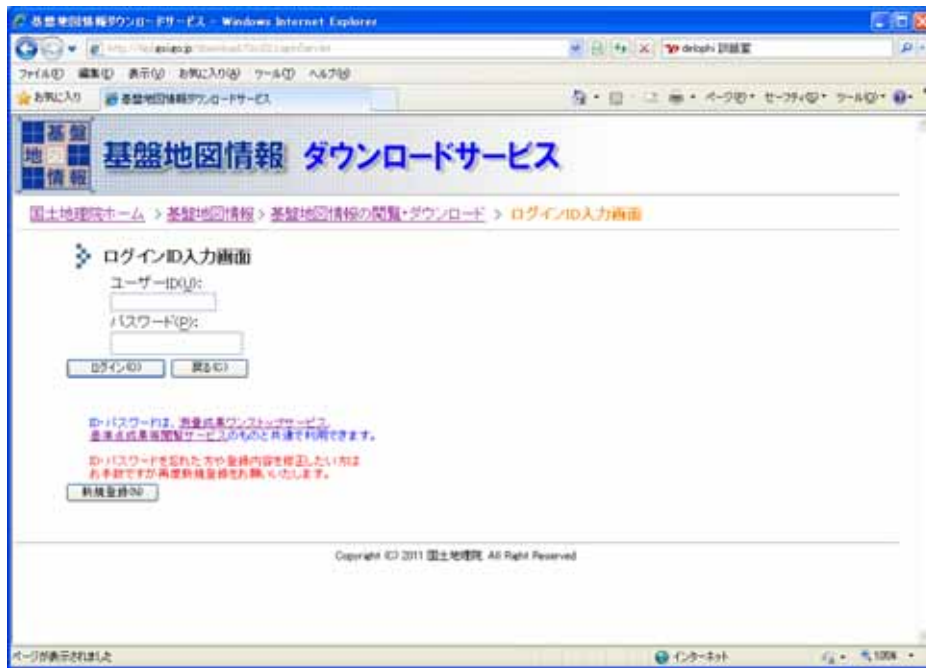 基盤地図情報ダウンロードサービス - Windows Internet Explorer
ファイル(F) 編集(E) 表示(V) お気に入り(A) ツール(T) ヘルプ(H)
お気に入り 基盤地図情報ダウンロードサービス ページ(P) セーフティ(S) ツール(O)
基盤地図情報
基盤地図情報 ダウンロードサービス
国土地理院ホーム > 基盤地図情報 > 基盤地図情報の閲覧・ダウンロード > ログインID入力画面
ログインID入力画面
ユーザーID(U):
パスワード(P):
ログイン(O) 戻る(C)
ID・パスワードは、測量成果ワンストップサービス、
基準点成果等閲覧サービスのものと共通で利用できます。
ID・パスワードを忘れた方や登録内容を修正したい方は
お手数ですが再度新規登録をお願いいたします。
新規登録(N)
Copyright (C) 2011 国土地理院 All Right Reserved
ページが表示されました インターネット 100%